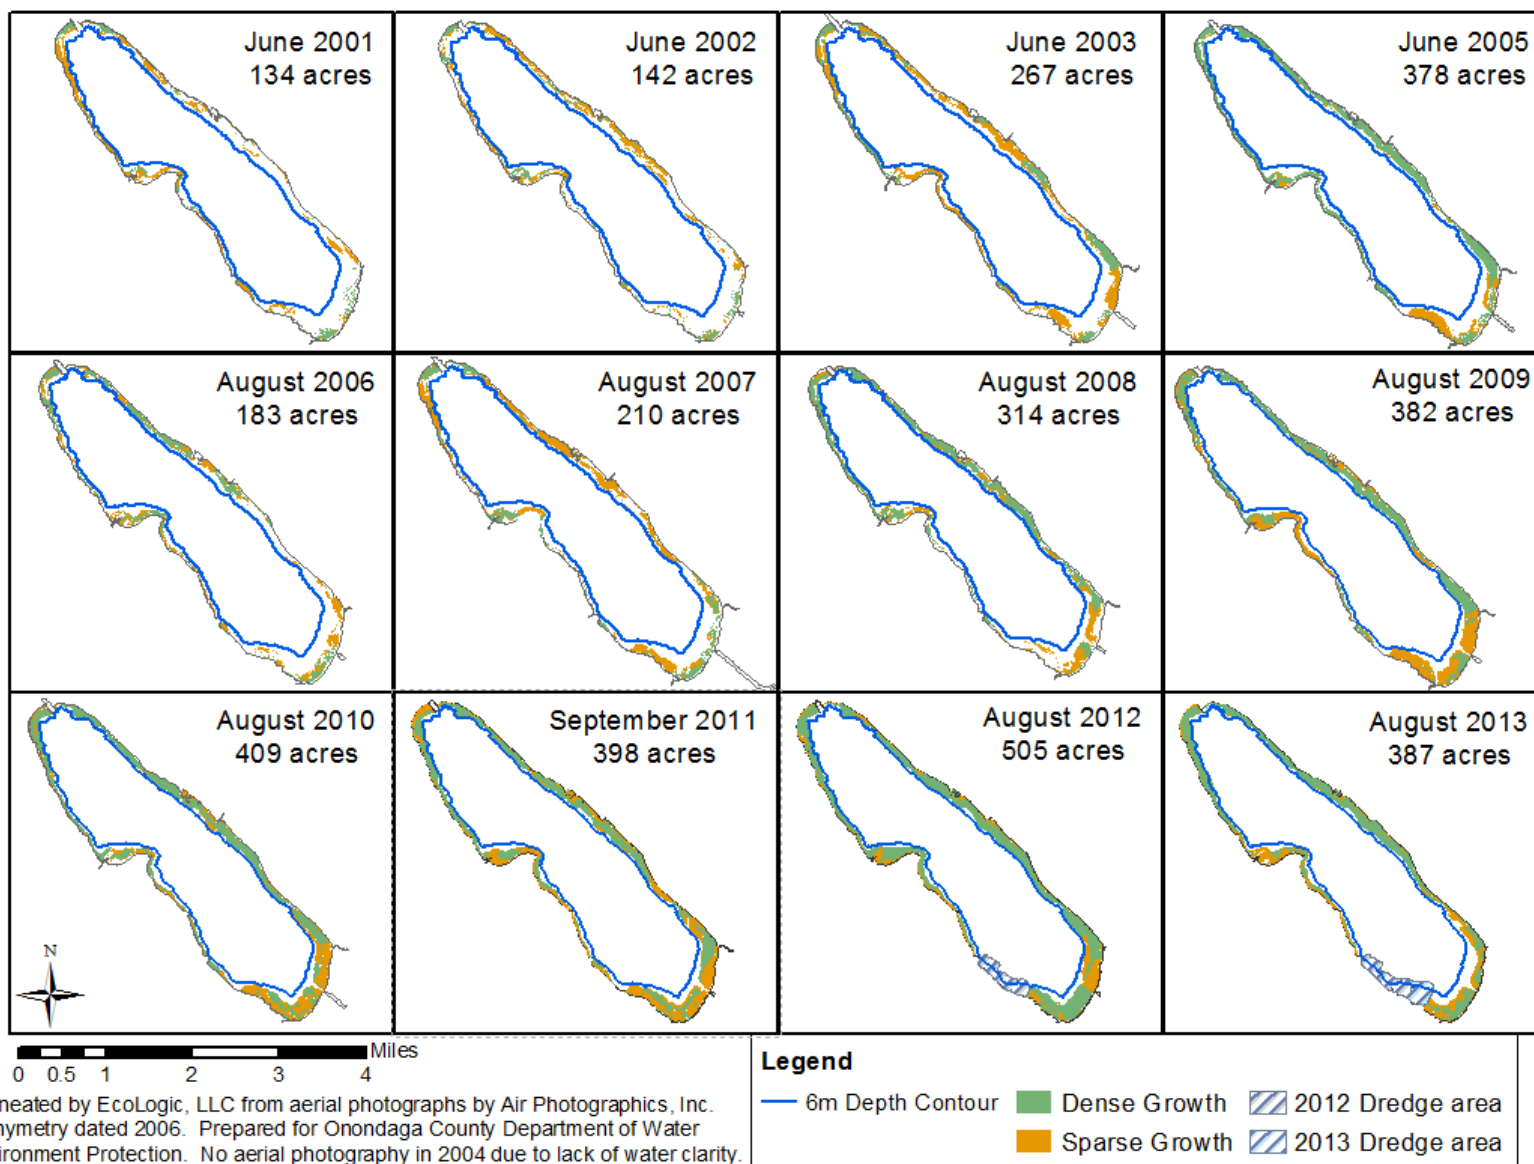 June 2001
134 acres
June 2002
142 acres
June 2003
267 acres
June 2005
378 acres
August 2006
183 acres
August 2007
210 acres
August 2008
314 acres
August 2009
382 acres
August 2010
409 acres
September 2011
398 acres
August 2012
505 acres
August 2013
387 acres
N
Miles
0 0.5 1 2 3 4
Legend
6m Depth Contour
Dense Growth
2012 Dredge area
Sparse Growth
2013 Dredge area
neated by EcoLogic, LLC from aerial photographs by Air Photographics, Inc.
hymetry dated 2006. Prepared for Onondaga County Department of Water
ironment Protection. No aerial photography in 2004 due to lack of water clarity.